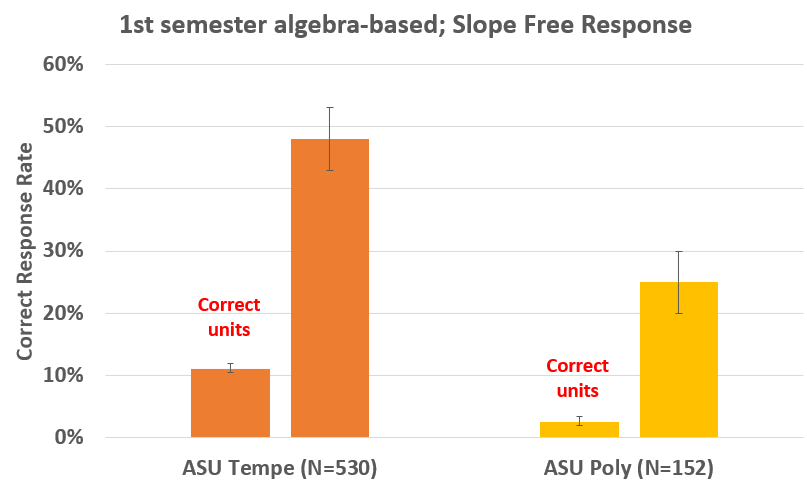 1st semester algebra-based; Slope Free Response
Correct Response Rate
60%
50%
40%
30%
20%
10%
0%
Correct
units
Correct
units
ASU Tempe (N=530)
ASU Poly (N=152)